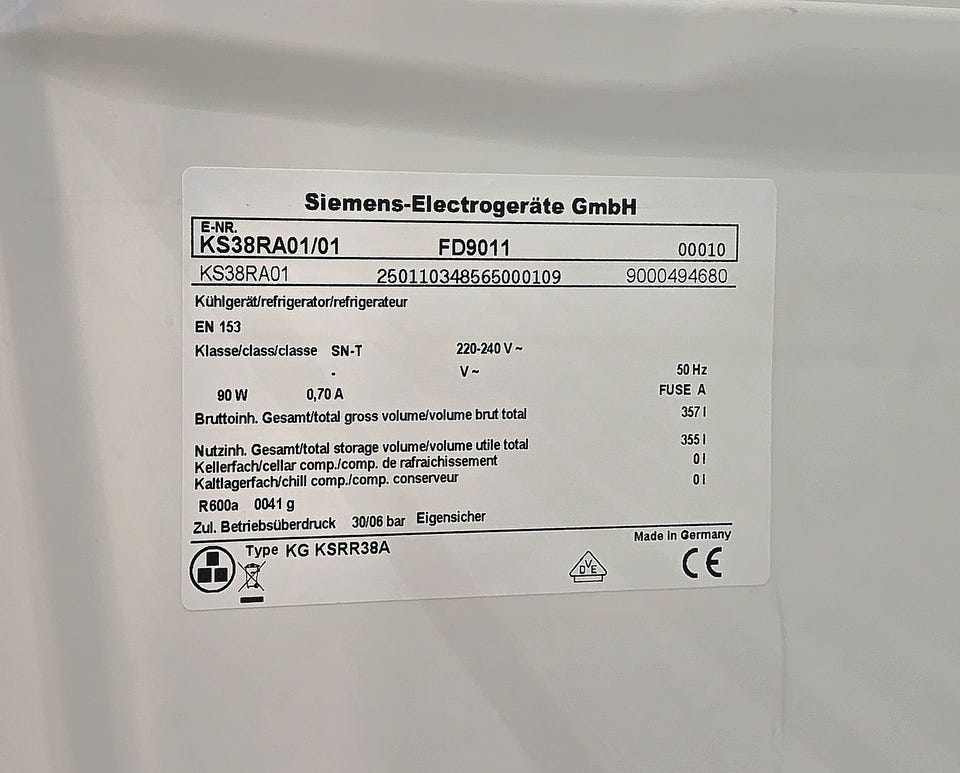 Siemens-Electrogeräte GmbH
E-NR.
KS38RA01/01 FD9011 00010
KS38RA01 250110348565000109 9000494680
Kühlgerät/refrigerator/refrigerateur
EN 153
Klasse/class/classe SN-T 220-240 V ~
- V ~ 50 Hz
90 W 0,70 A FUSE A
Bruttoinh. Gesamt/total gross volume/volume brut total 357 l
Nutzinh. Gesamt/total storage volume/volume utile total 355 l
Kellerfach/cellar comp./comp. de rafraichissement 0 l
Kaltlagerfach/chill comp./comp. conserveur 0 l
R600a 0041 g
Zul. Betriebsüberdruck 30/06 bar Eigensicher
Made in Germany
Type KG KSRR38A
DVE CE